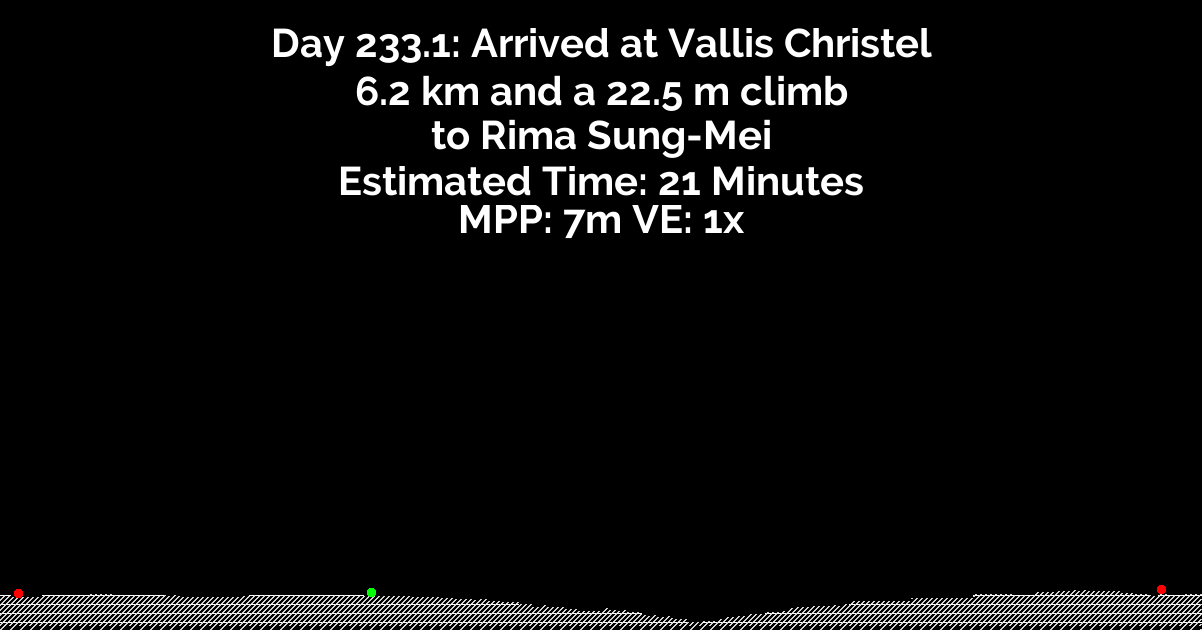 Day 233.1: Arrived at Vallis Christel
6.2 km and a 22.5 m climb
to Rima Sung-Mei
Estimated Time: 21 Minutes
MPP: 7m VE: 1x